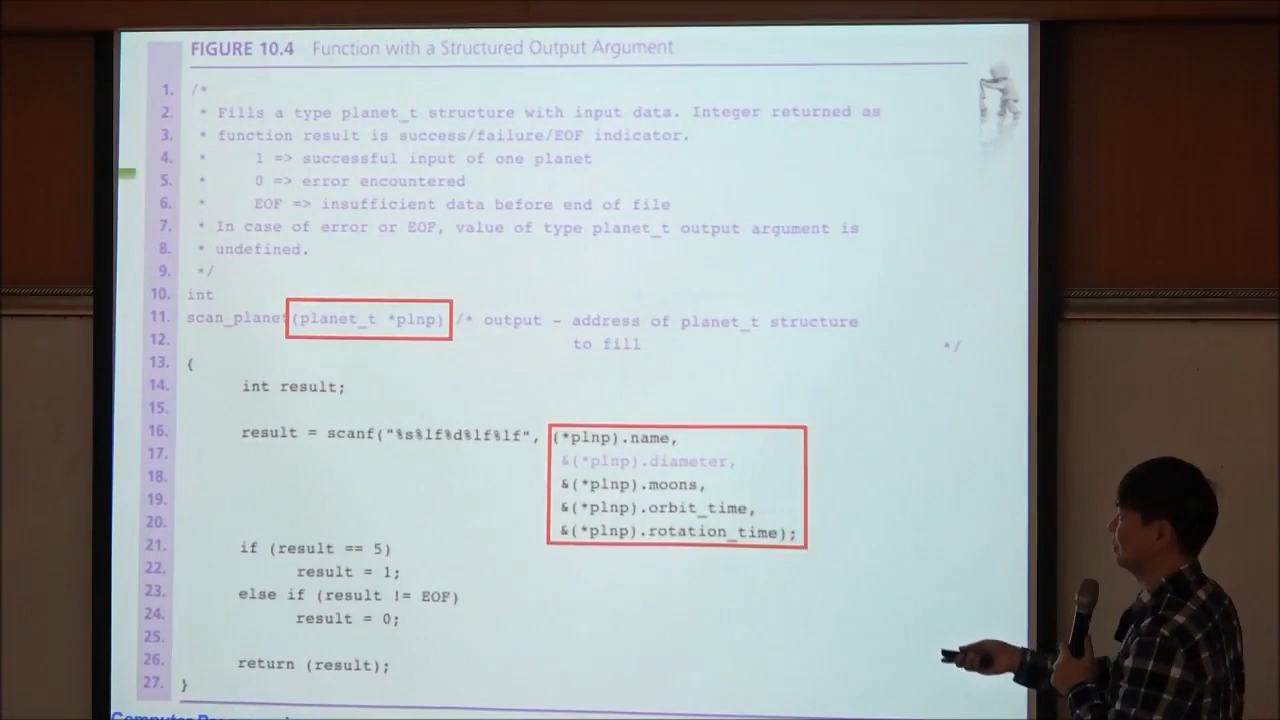 FIGURE 10.4 Function with a Structured Output Argument
1. /*
2. * Fills a type planet_t structure with input data. Integer returned as
3. * function result is success/failure/EOF indicator.
4. * 1 => successful input of one planet
5. * 0 => error encountered
6. * EOF => insufficient data before end of file
7. * In case of error or EOF, value of type planet_t output argument is
8. * undefined.
9. */
10. int
11. scan_planet(planet_t *plnp) /* output - address of planet_t structure
12. to fill */
13. {
14. int result;
15.
16. result = scanf("%s%lf%d%lf%lf", (*plnp).name,
17. &(*plnp).diameter,
18. &(*plnp).moons,
19. &(*plnp).orbit_time,
20. &(*plnp).rotation_time);
21. if (result == 5)
22. result = 1;
23. else if (result != EOF)
24. result = 0;
25.
26. return (result);
27. }
Computer